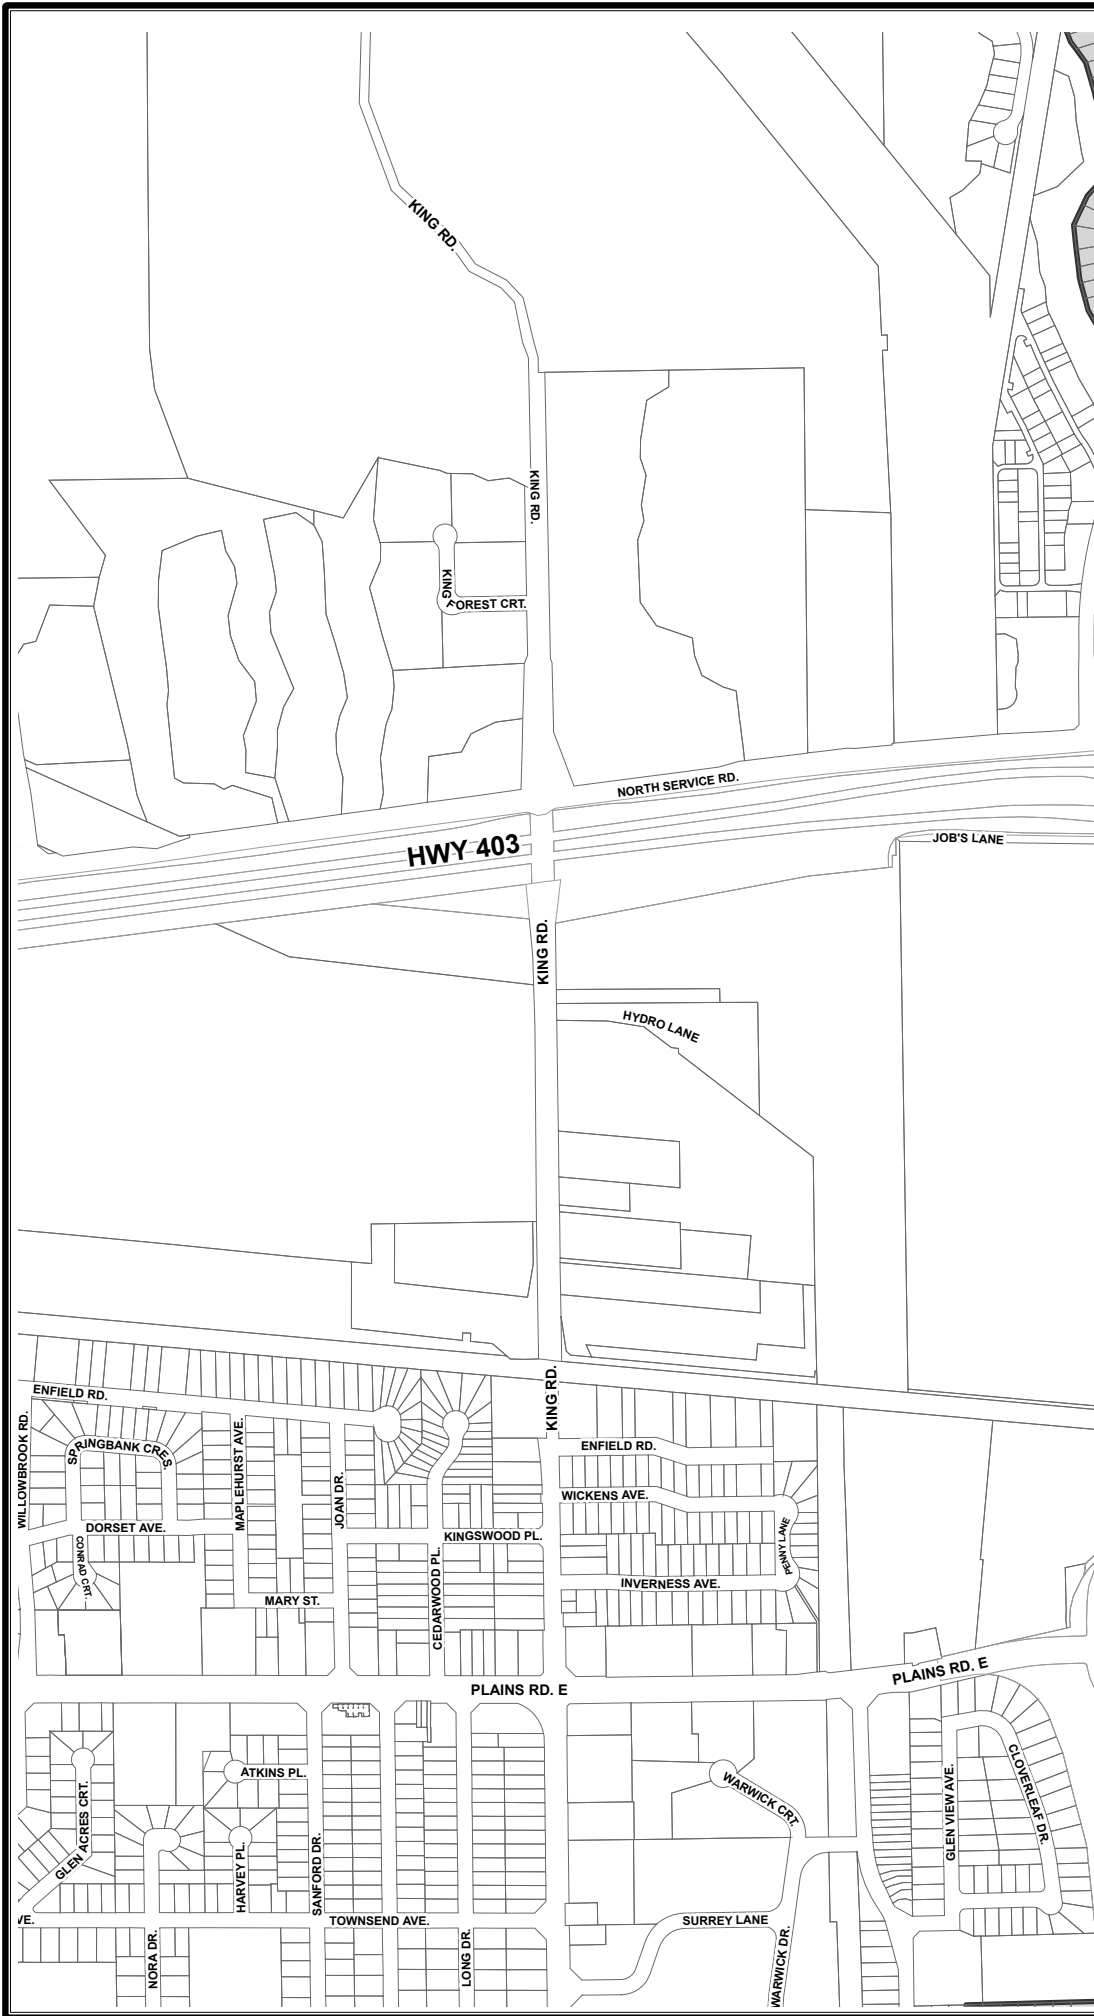 KING RD.
KING RD.
KING
FOREST CRT.
NORTH SERVICE RD.
HWY 403
JOB'S LANE
KING RD.
HYDRO LANE
KING RD.
ENFIELD RD.
WILLOWBROOK RD.
SPRINGBANK CRES.
MAPLEHURST AVE.
JOAN DR.
ENFIELD RD.
WICKENS AVE.
DORSET AVE.
KINGSWOOD PL.
PENNY LANE
CONRAD CRT.
CEDARWOOD PL.
INVERNESS AVE.
MARY ST.
PLAINS RD. E
PLAINS RD. E
ATKINS PL.
WARWICK CRT.
GLEN VIEW AVE.
CLOVERLEAF DR.
GLEN ACRES CRT.
HARVEY PL.
SANFORD DR.
VE.
TOWNSEND AVE.
SURREY LANE
NORA DR.
LONG DR.
WARWICK DR.